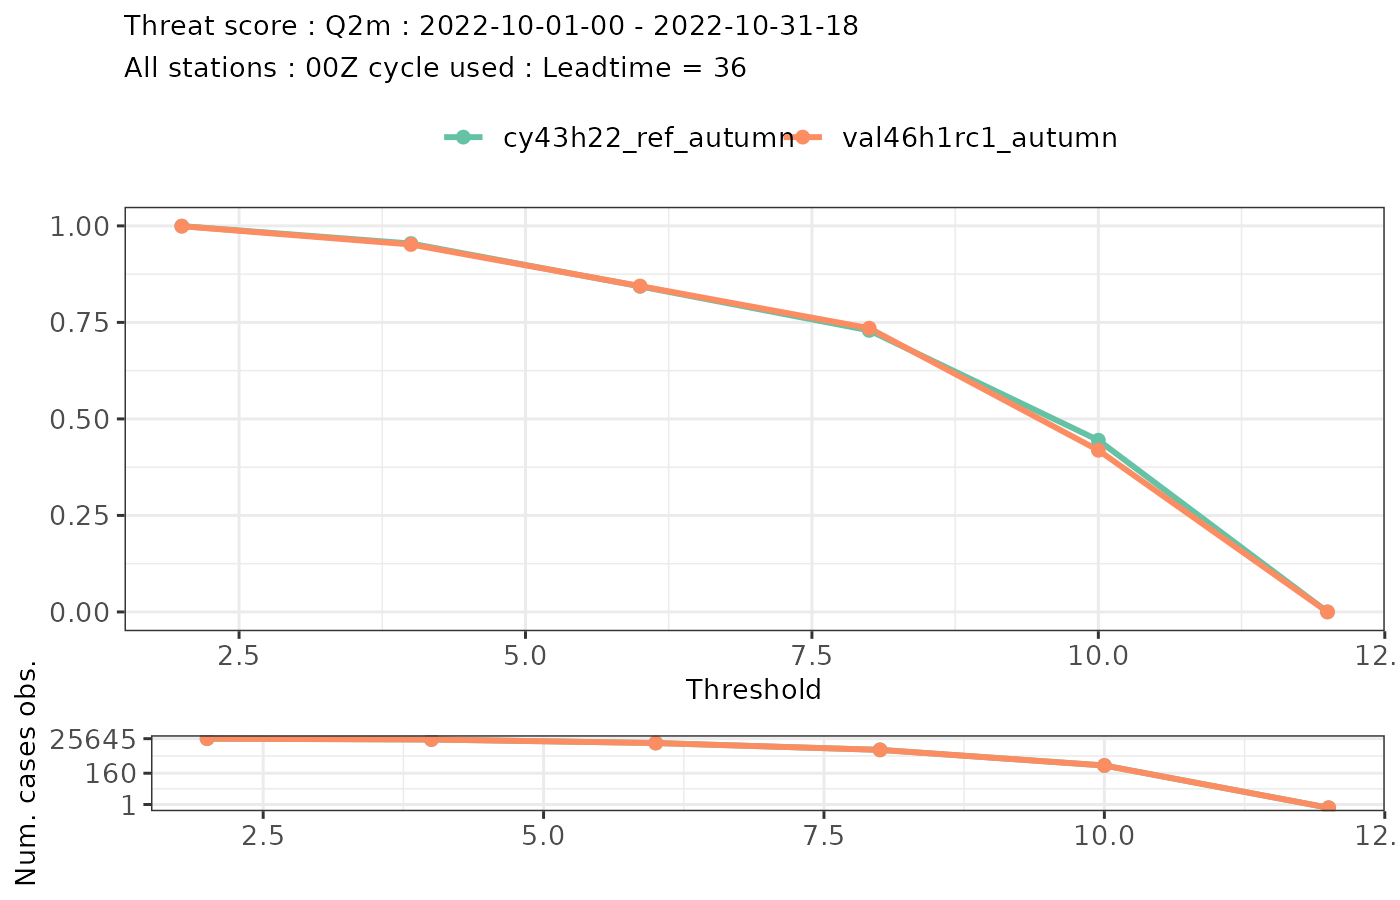 Threat score : Q2m : 2022-10-01-00 - 2022-10-31-18
All stations : 00Z cycle used : Leadtime = 36
cy43h22_ref_autumn val46h1rc1_autumn
1.00
0.75
0.50
0.25
0.00
2.5 5.0 7.5 10.0 12.
Threshold
Num. cases obs.
25645
160
1
2.5 5.0 7.5 10.0 12.